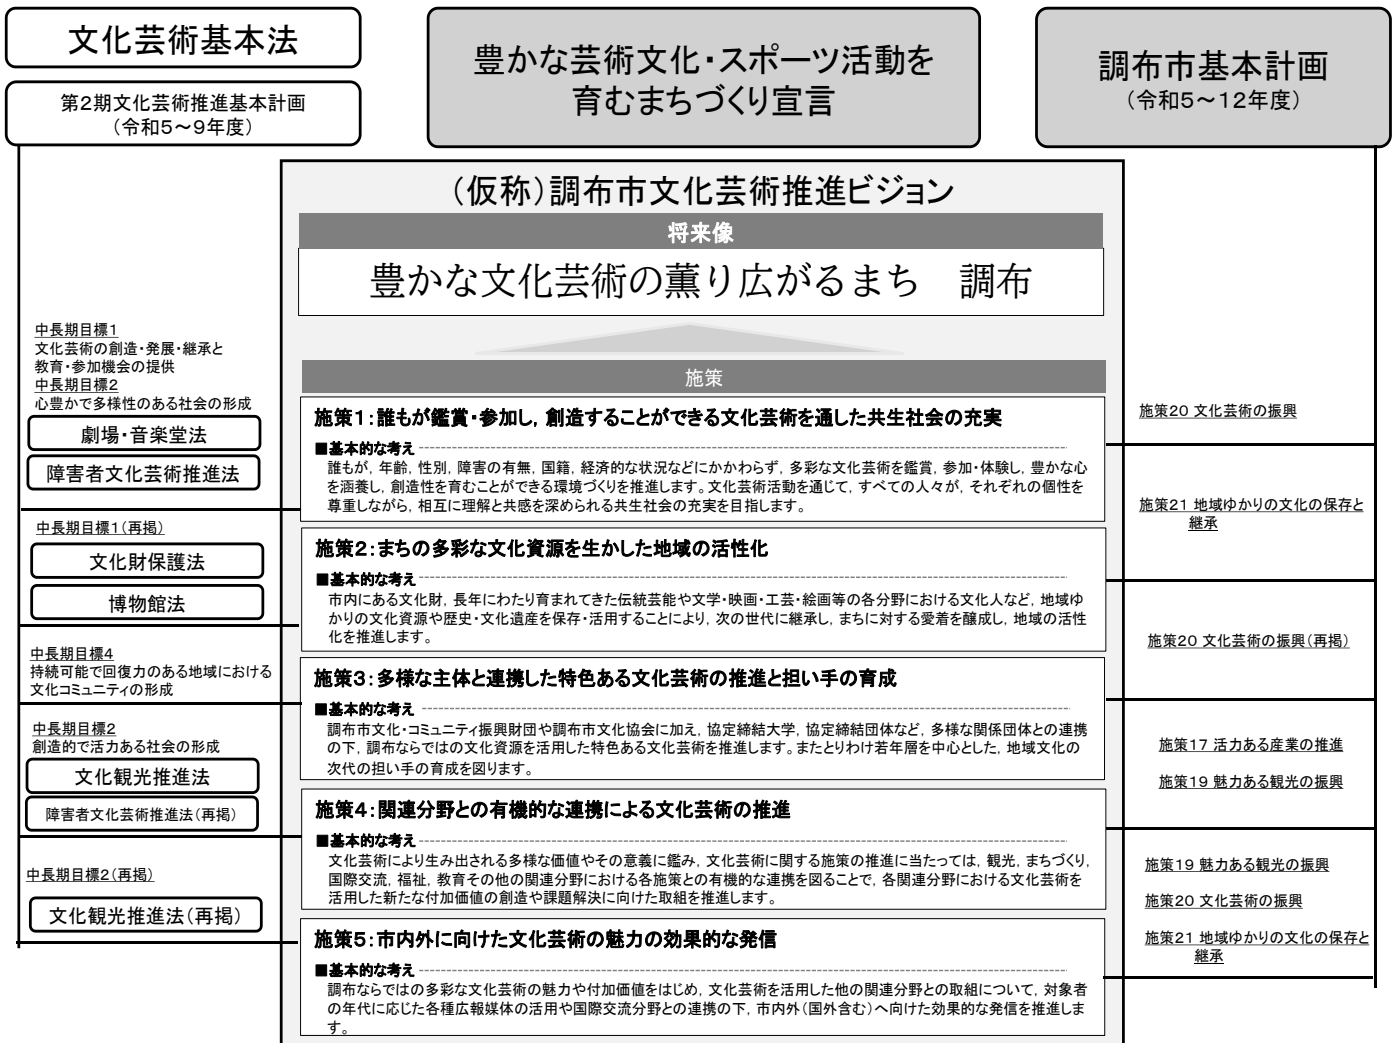 文化芸術基本法
第2期文化芸術推進基本計画
（令和5～9年度）
豊かな芸術文化・スポーツ活動を
育むまちづくり宣言
調布市基本計画
（令和5～12年度）
（仮称）調布市文化芸術推進ビジョン
将来像
豊かな文化芸術の薫り広がるまち　調布
施策
中長期目標1
文化芸術の創造・発展・継承と
教育・参加機会の提供
中長期目標2
心豊かで多様性のある社会の形成
劇場・音楽堂法
障害者文化芸術推進法
中長期目標1（再掲）
文化財保護法
博物館法
中長期目標4
持続可能で回復力のある地域における
文化コミュニティの形成
中長期目標2
創造的で活力ある社会の形成
文化観光推進法
障害者文化芸術推進法（再掲）
中長期目標2（再掲）
文化観光推進法（再掲）
施策1：誰もが鑑賞・参加し，創造することができる文化芸術を通した共生社会の充実
■基本的な考え
誰もが，年齢，性別，障害の有無，国籍，経済的な状況などにかかわらず，多彩な文化芸術を鑑賞，参加・体験し，豊かな心
を涵養し，創造性を育むことができる環境づくりを推進します。文化芸術活動を通じて，すべての人々が，それぞれの個性を
尊重しながら，相互に理解と共感を深められる共生社会の充実を目指します。
施策2：まちの多彩な文化資源を生かした地域の活性化
■基本的な考え
市内にある文化財，長年にわたり育まれてきた伝統芸能や文学・映画・工芸・絵画等の各分野における文化人など，地域ゆ
かりの文化資源や歴史・文化遺産を保存・活用することにより，次の世代に継承し，まちに対する愛着を醸成し，地域の活性
化を推進します。
施策3：多様な主体と連携した特色ある文化芸術の推進と担い手の育成
■基本的な考え
調布市文化・コミュニティ振興財団や調布市文化協会に加え，協定締結大学，協定締結団体など，多様な関係団体との連携
の下，調布ならではの文化資源を活用した特色ある文化芸術を推進します。またとりわけ若年層を中心とした，地域文化の
次代の担い手の育成を図ります。
施策4：関連分野との有機的な連携による文化芸術の推進
■基本的な考え
文化芸術により生み出される多様な価値やその意義に鑑み，文化芸術に関する施策の推進に当たっては，観光，まちづくり，
国際交流，福祉，教育その他の関連分野における各施策との有機的な連携を図ることで，各関連分野における文化芸術を
活用した新たな付加価値の創造や課題解決に向けた取組を推進します。
施策5：市内外に向けた文化芸術の魅力の効果的な発信
■基本的な考え
調布ならではの多彩な文化芸術の魅力や付加価値をはじめ，文化芸術を活用した他の関連分野との取組について，対象者
の年代に応じた各種広報媒体の活用や国際交流分野との連携の下，市内外（国外含む）へ向けた効果的な発信を推進しま
す。
施策20 文化芸術の振興
施策21 地域ゆかりの文化の保存と
継承
施策20 文化芸術の振興（再掲）
施策17 活力ある産業の推進
施策19 魅力ある観光の振興
施策19 魅力ある観光の振興
施策20 文化芸術の振興
施策21 地域ゆかりの文化の保存と
継承